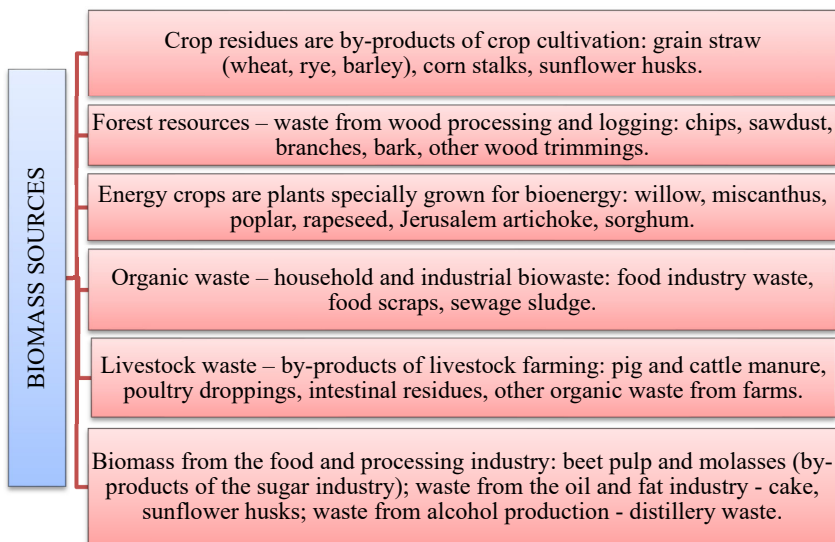 BIOMASS SOURCES
Crop residues are by-products of crop cultivation: grain straw
(wheat, rye, barley), corn stalks, sunflower husks.
Forest resources – waste from wood processing and logging: chips, sawdust,
branches, bark, other wood trimmings.
Energy crops are plants specially grown for bioenergy: willow, miscanthus,
poplar, rapeseed, Jerusalem artichoke, sorghum.
Organic waste – household and industrial biowaste: food industry waste,
food scraps, sewage sludge.
Livestock waste – by-products of livestock farming: pig and cattle manure,
poultry droppings, intestinal residues, other organic waste from farms.
Biomass from the food and processing industry: beet pulp and molasses (by-
products of the sugar industry); waste from the oil and fat industry - cake,
sunflower husks; waste from alcohol production - distillery waste.